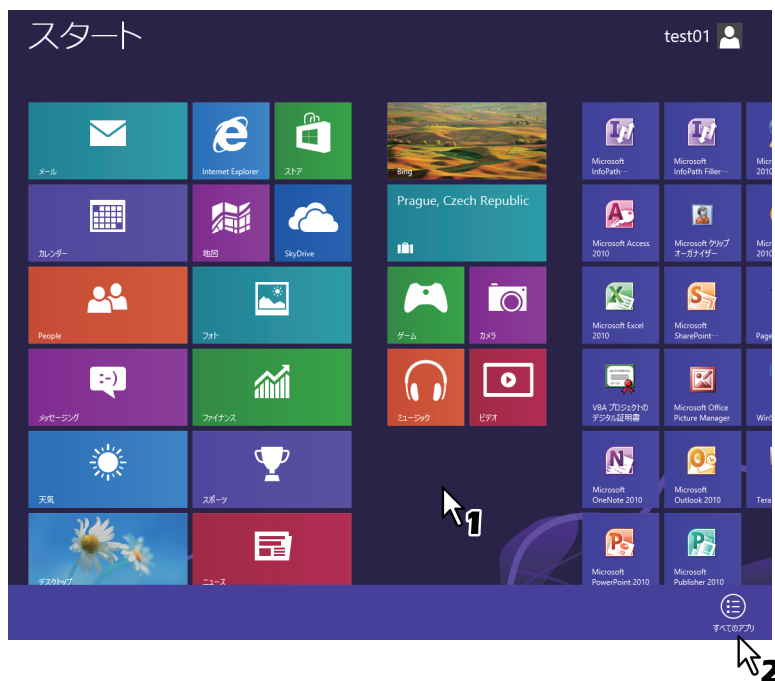 スタート
test01
メール
Internet Explorer
ストア
カレンダー
地図
SkyDrive
People
フォト
メッセージング
ファイナンス
天気
スポーツ
デスクトップ
ニュース
Bing
Prague, Czech Republic
ゲーム
カメラ
ミュージック
ビデオ
Microsoft
InfoPath…
Microsoft
InfoPath Filler…
Micr
2010
Microsoft Access
2010
Microsoft クリップ
オーガナイザー
Micr
2010
Microsoft Excel
2010
Microsoft
SharePoint…
Page
VBA プロジェクトの
デジタル証明書
Microsoft Office
Picture Manager
WinS
Microsoft
OneNote 2010
Microsoft
Outlook 2010
Tera
Microsoft
PowerPoint 2010
Microsoft
Publisher 2010
1
すべてのアプリ
2